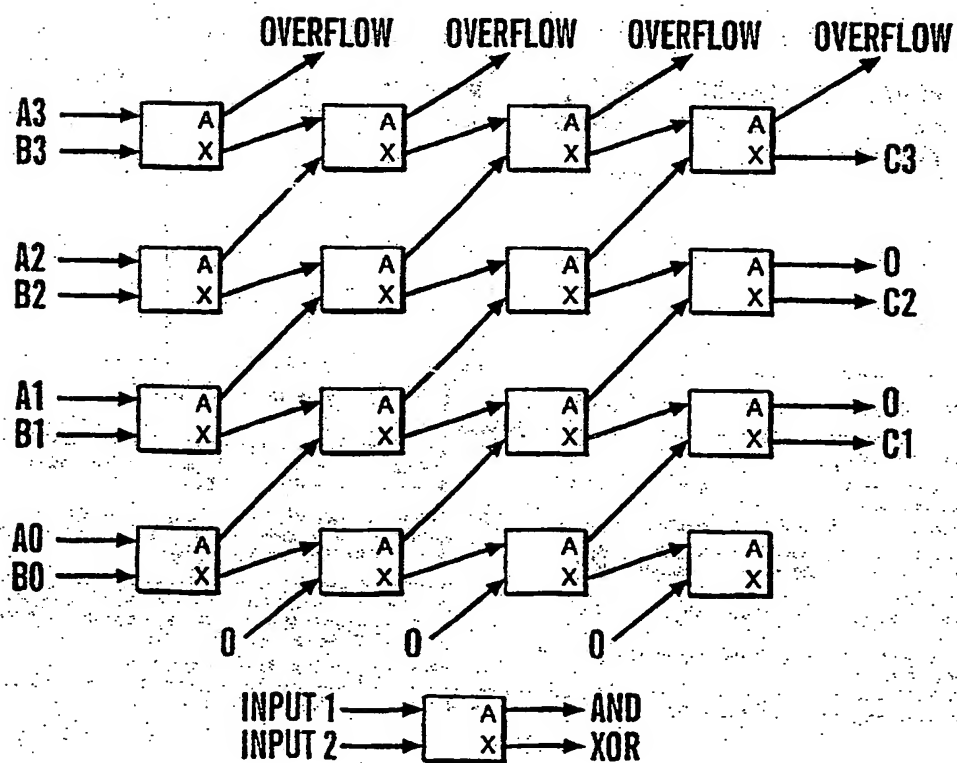 OVERFLOW OVERFLOW OVERFLOW OVERFLOW
A3 A A A A
B3 X X X X C3
A2 A A A A 0
B2 X X X X C2
A1 A A A A 0
B1 X X X X C1
A0 A A A A
B0 X X X X
0 0 0
INPUT 1 A AND
INPUT 2 X XOR